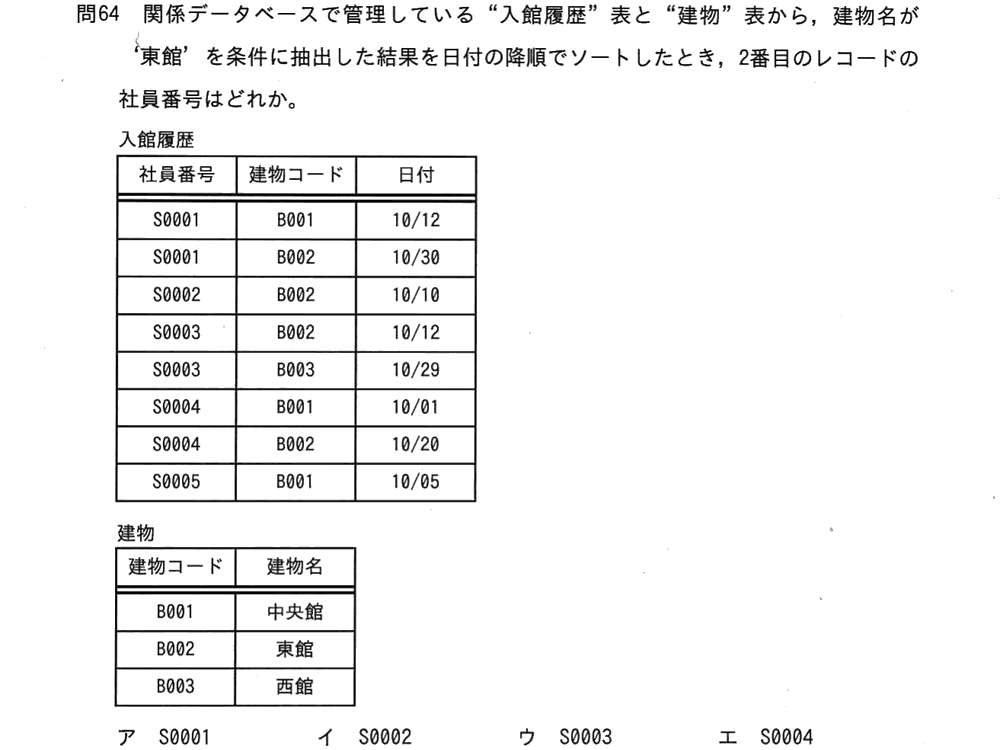 問64 関係データベースで管理している“入館履歴”表と“建物”表から，建物名が
‘東館’を条件に抽出した結果を日付の降順でソートしたとき，2番目のレコードの
社員番号はどれか。
入館履歴
社員番号 建物コード 日付
S0001 B001 10/12
S0001 B002 10/30
S0002 B002 10/10
S0003 B002 10/12
S0003 B003 10/29
S0004 B001 10/01
S0004 B002 10/20
S0005 B001 10/05
建物
建物コード 建物名
B001 中央館
B002 東館
B003 西館
ア S0001 イ S0002 ウ S0003 エ S0004